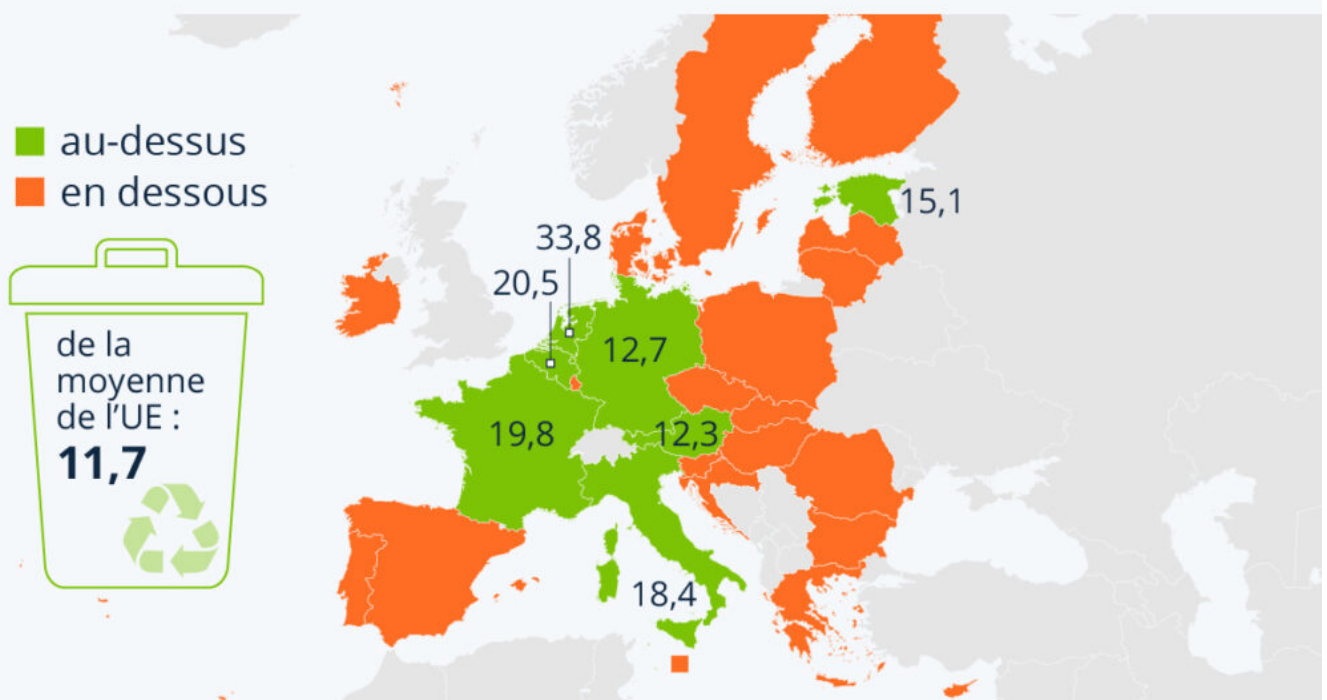 au-dessus
en dessous
de la
moyenne
de l'UE :
11,7
15,1
33,8
20,5
12,7
19,8
12,3
18,4